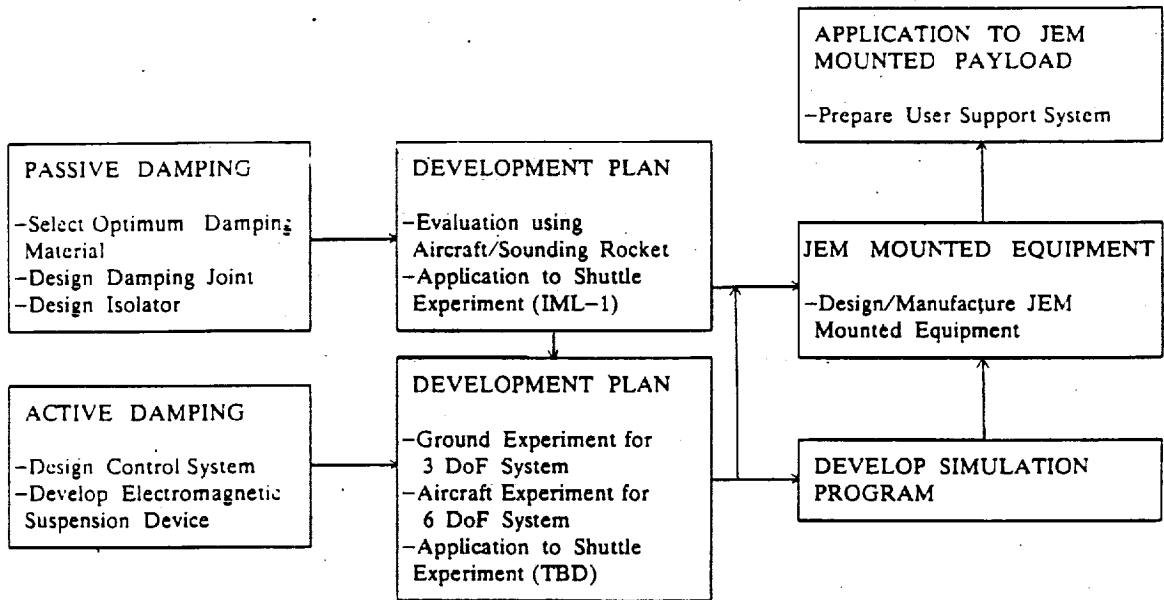 APPLICATION TO JEM
MOUNTED PAYLOAD
-Prepare User Support System
PASSIVE DAMPING
-Select Optimum Damping
Material
-Design Damping Joint
-Design Isolator
DEVELOPMENT PLAN
-Evaluation using
Aircraft/Sounding Rocket
-Application to Shuttle
Experiment (IML-1)
JEM MOUNTED EQUIPMENT
-Design/Manufacture JEM
Mounted Equipment
ACTIVE DAMPING
-Design Control System
-Develop Electromagnetic
Suspension Device
DEVELOPMENT PLAN
-Ground Experiment for
3 DoF System
-Aircraft Experiment for
6 DoF System
-Application to Shuttle
Experiment (TBD)
DEVELOP SIMULATION
PROGRAM